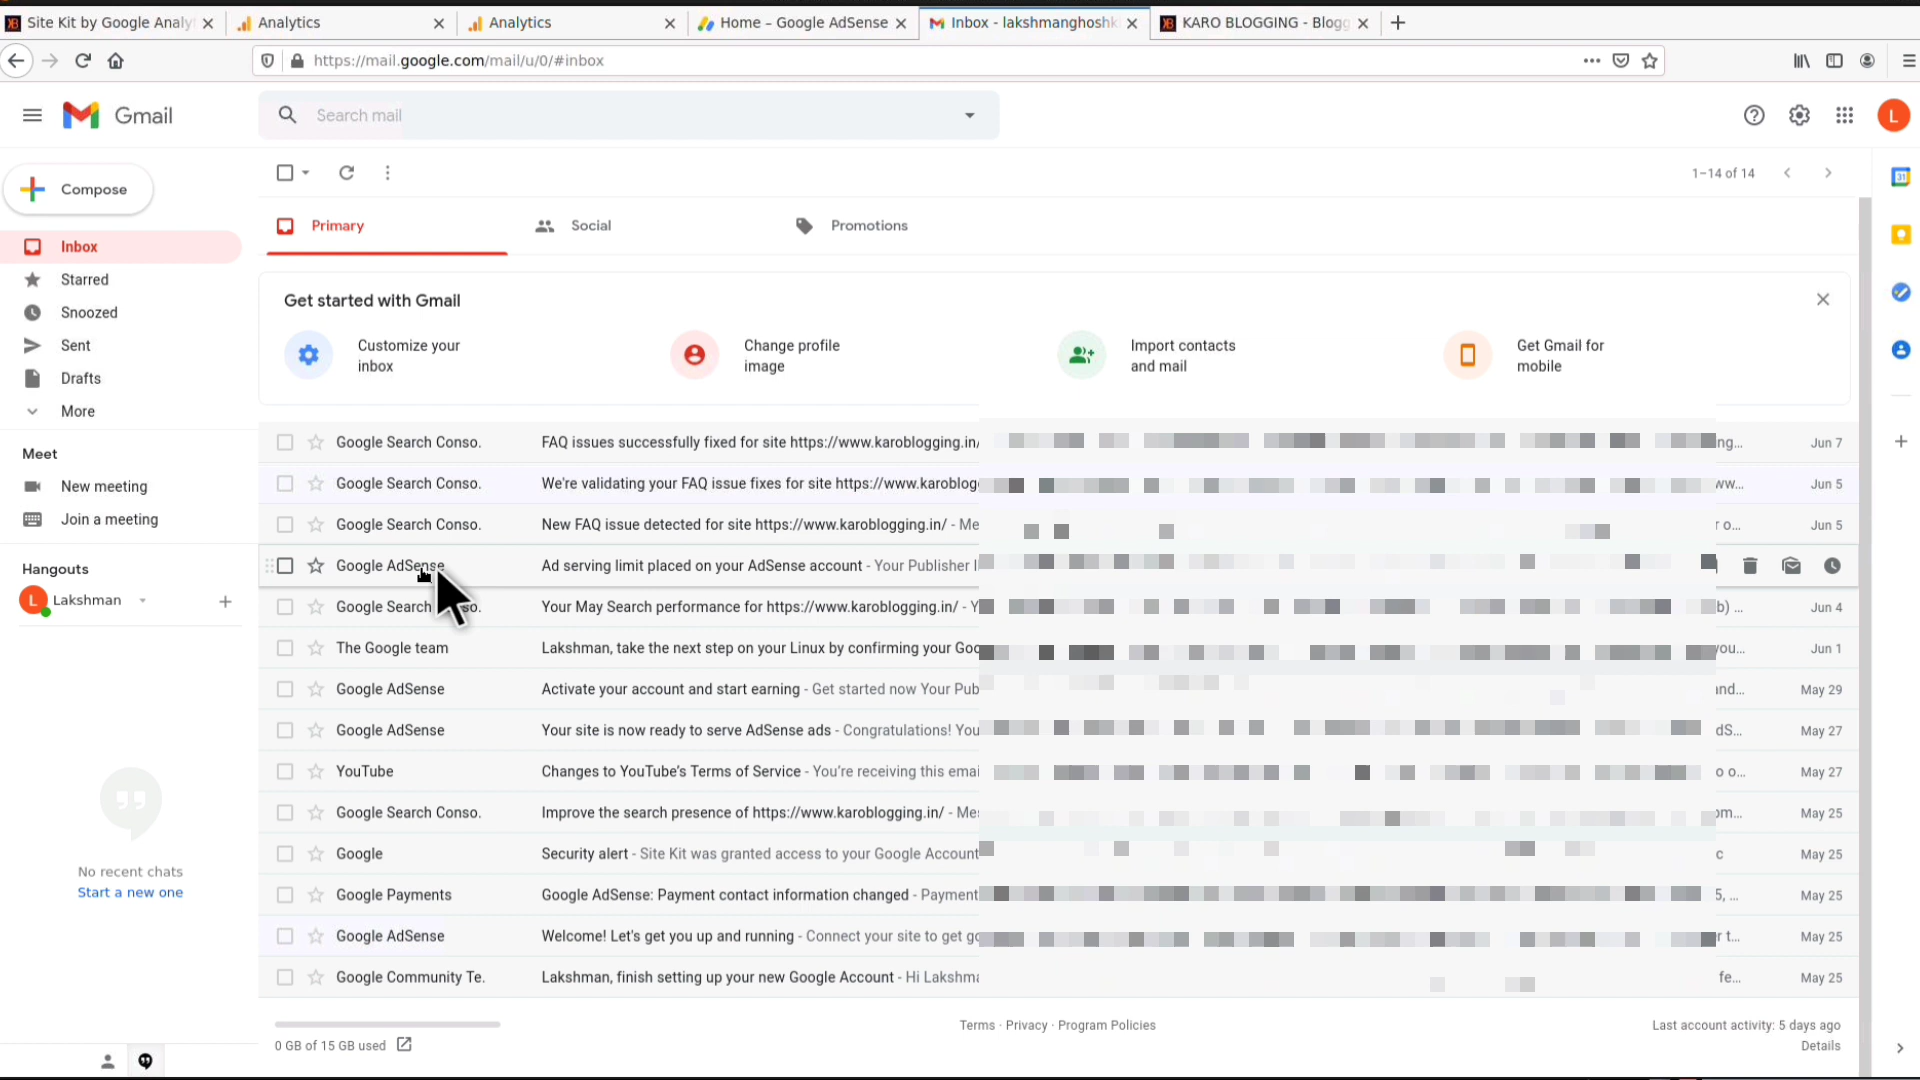 Site Kit by Google Analyt
Analytics
Analytics
Home – Google AdSense
Inbox - lakshmanghoshk
KARO BLOGGING - Blogg
https://mail.google.com/mail/u/0/#inbox
Gmail
Search mail
L
Compose
1–14 of 14
31
Primary
Social
Promotions
Inbox
Starred
Snoozed
Sent
Drafts
More
Get started with Gmail
Customize your
inbox
Change profile
image
Import contacts
and mail
Get Gmail for
mobile
Meet
New meeting
Join a meeting
Hangouts
L Lakshman
No recent chats
Start a new one
Google Search Conso. FAQ issues successfully fixed for site https://www.karoblogging.in/ ng... Jun 7
Google Search Conso. We're validating your FAQ issue fixes for site https://www.karoblog ww... Jun 5
Google Search Conso. New FAQ issue detected for site https://www.karoblogging.in/ - Me r o... Jun 5
Google AdSense Ad serving limit placed on your AdSense account - Your Publisher I
Google Search so. Your May Search performance for https://www.karoblogging.in/ - Y b) ... Jun 4
The Google team Lakshman, take the next step on your Linux by confirming your Goo you... Jun 1
Google AdSense Activate your account and start earning - Get started now Your Pub and... May 29
Google AdSense Your site is now ready to serve AdSense ads - Congratulations! You dS... May 27
YouTube Changes to YouTube's Terms of Service - You're receiving this emai o o... May 27
Google Search Conso. Improve the search presence of https://www.karoblogging.in/ - Mes om... May 25
Google Security alert - Site Kit was granted access to your Google Account c May 25
Google Payments Google AdSense: Payment contact information changed - Payment 5, ... May 25
Google AdSense Welcome! Let's get you up and running - Connect your site to get go r t... May 25
Google Community Te. Lakshman, finish setting up your new Google Account - Hi Lakshma fe... May 25
0 GB of 15 GB used
Terms · Privacy · Program Policies
Last account activity: 5 days ago
Details